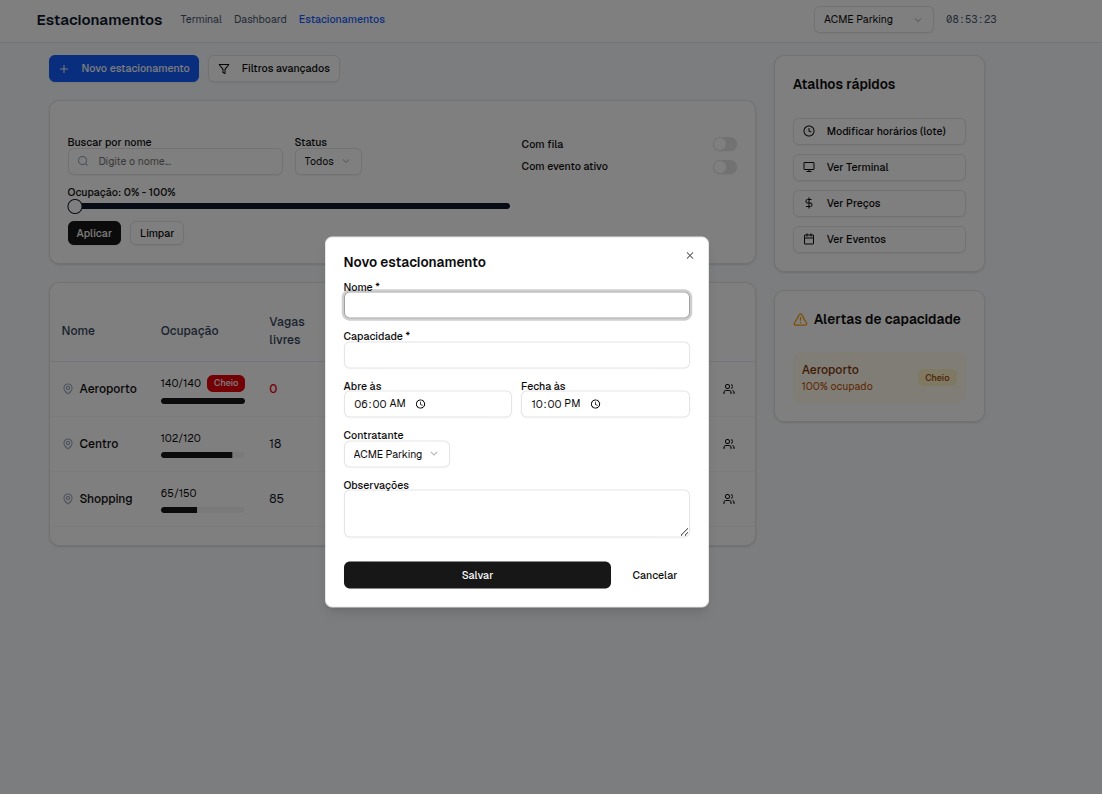 Estacionamentos
Terminal
Dashboard
Estacionamentos
ACME Parking
08:53:23
Novo estacionamento
Filtros avançados
Buscar por nome
Digite o nome...
Status
Todos
Com fila
Com evento ativo
Ocupação: 0% - 100%
Aplicar
Limpar
Nome
Ocupação
Vagas
livres
Aeroporto
140/140
Cheio
0
Centro
102/120
18
Shopping
65/150
85
Atalhos rápidos
Modificar horários (lote)
Ver Terminal
Ver Preços
Ver Eventos
Alertas de capacidade
Aeroporto
100% ocupado
Cheio
Novo estacionamento
Nome *
Capacidade *
Abre às
Fecha às
06:00 AM
10:00 PM
Contratante
ACME Parking
Observações
Salvar
Cancelar